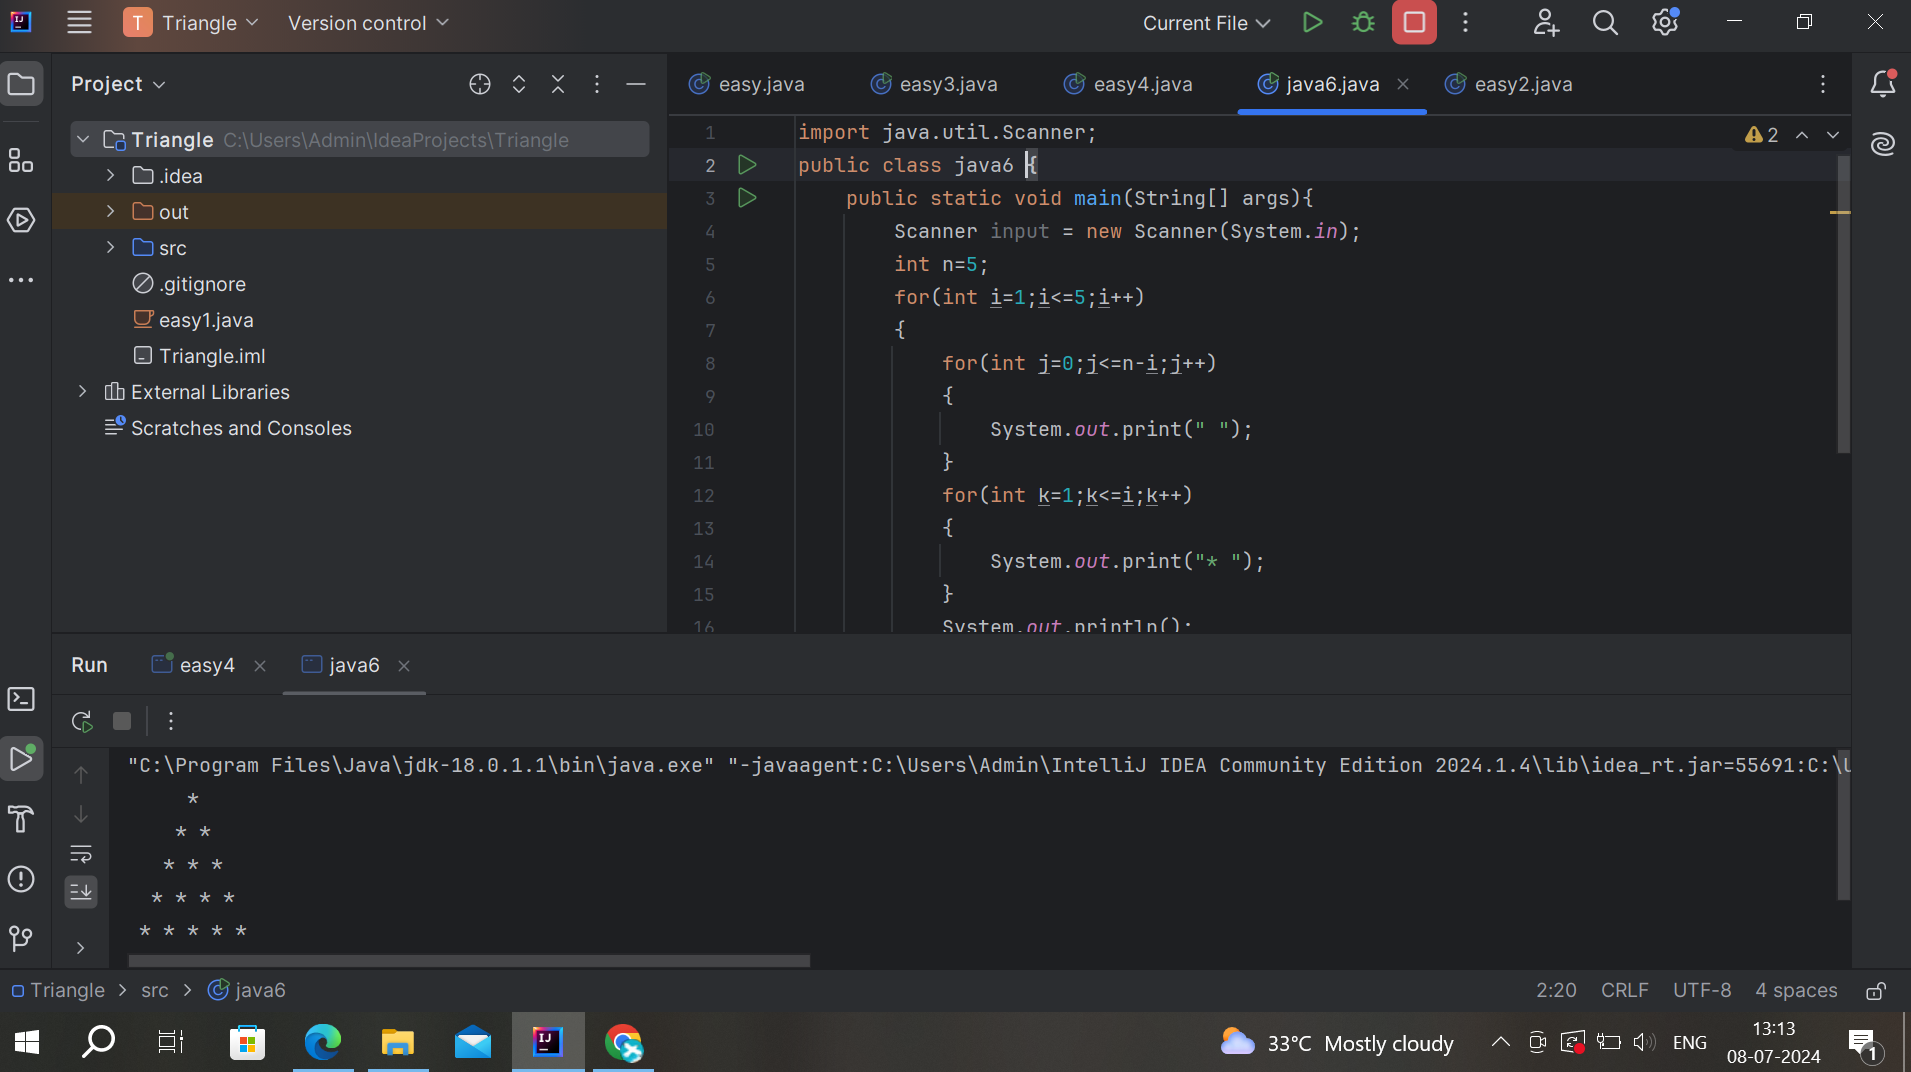 T Triangle Version control Current File
Project
easy.java easy3.java easy4.java java6.java easy2.java
Triangle C:\Users\Admin\IdeaProjects\Triangle
.idea
out
src
.gitignore
easy1.java
Triangle.iml
External Libraries
Scratches and Consoles
2
1 import java.util.Scanner;
2 public class java6 {
3 public static void main(String[] args){
4 Scanner input = new Scanner(System.in);
5 int n=5;
6 for(int i=1;i<=5;i++)
7 {
8 for(int j=0;j<=n-i;j++)
9 {
10 System.out.print(" ");
11 }
12 for(int k=1;k<=i;k++)
13 {
14 System.out.print("* ");
15 }
16 System.out.println();
Run easy4 java6
"C:\Program Files\Java\jdk-18.0.1.1\bin\java.exe" "-javaagent:C:\Users\Admin\IntelliJ IDEA Community Edition 2024.1.4\lib\idea_rt.jar=55691:C:\U
*
* *
* * *
* * * *
* * * * *
Triangle > src > java6 2:20 CRLF UTF-8 4 spaces
33°C Mostly cloudy ENG 13:13
08-07-2024
1